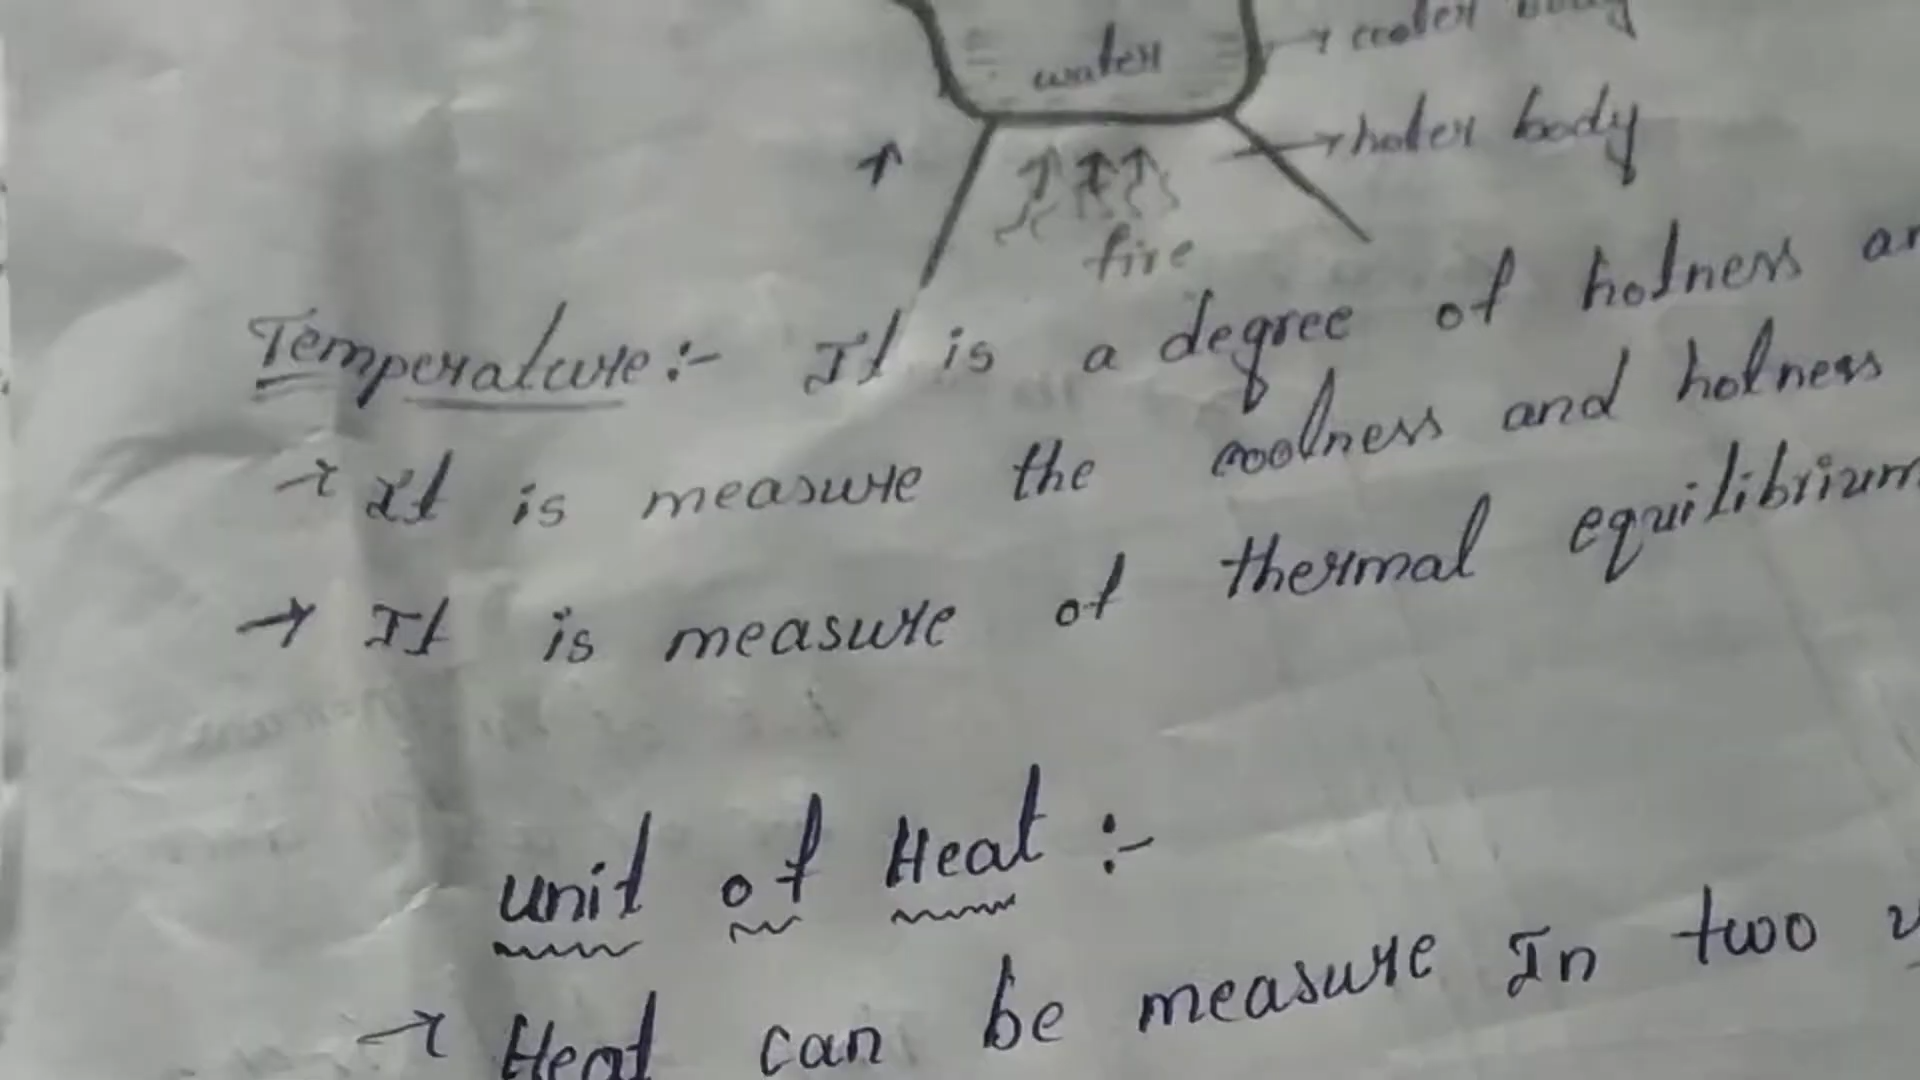 water
→ cooler body
→ hoter body
fire
Temperature:- It is a degree of hotness
→ It is measure the coolness and hotness
→ It is measure of thermal equilibrium
unit of Heat :-
→ Heat can be measure In two